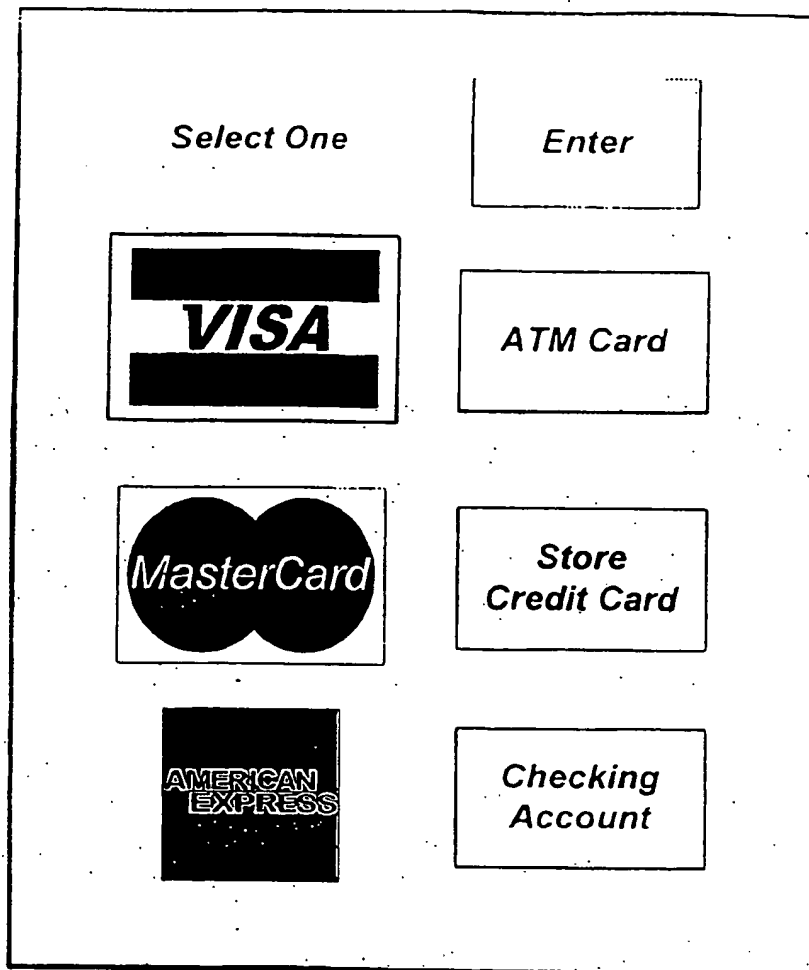 Select One
Enter
VISA
ATM Card
MasterCard
Store
Credit Card
AMERICAN
EXPRESS
Checking
Account